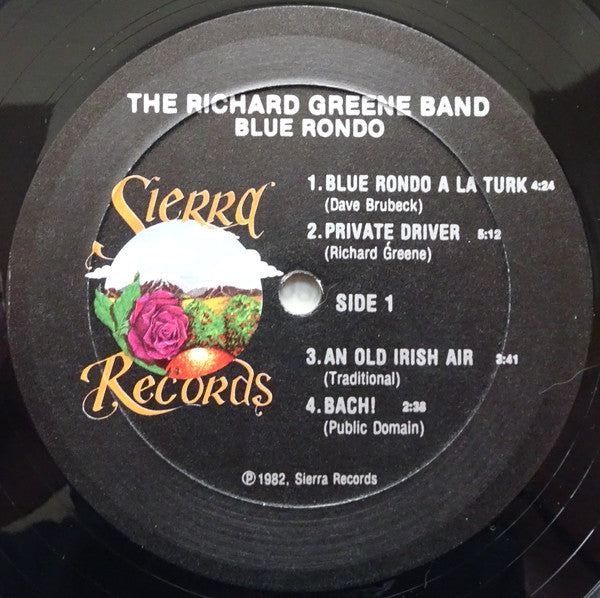 THE RICHARD GREENE BAND
BLUE RONDO
Sierra
Records
1. BLUE RONDO A LA TURK 4:24
(Dave Brubeck)
2. PRIVATE DRIVER 5:12
(Richard Greene)
SIDE 1
3. AN OLD IRISH AIR 3:41
(Traditional)
4. BACH! 2:38
(Public Domain)
℗ 1982, Sierra Records